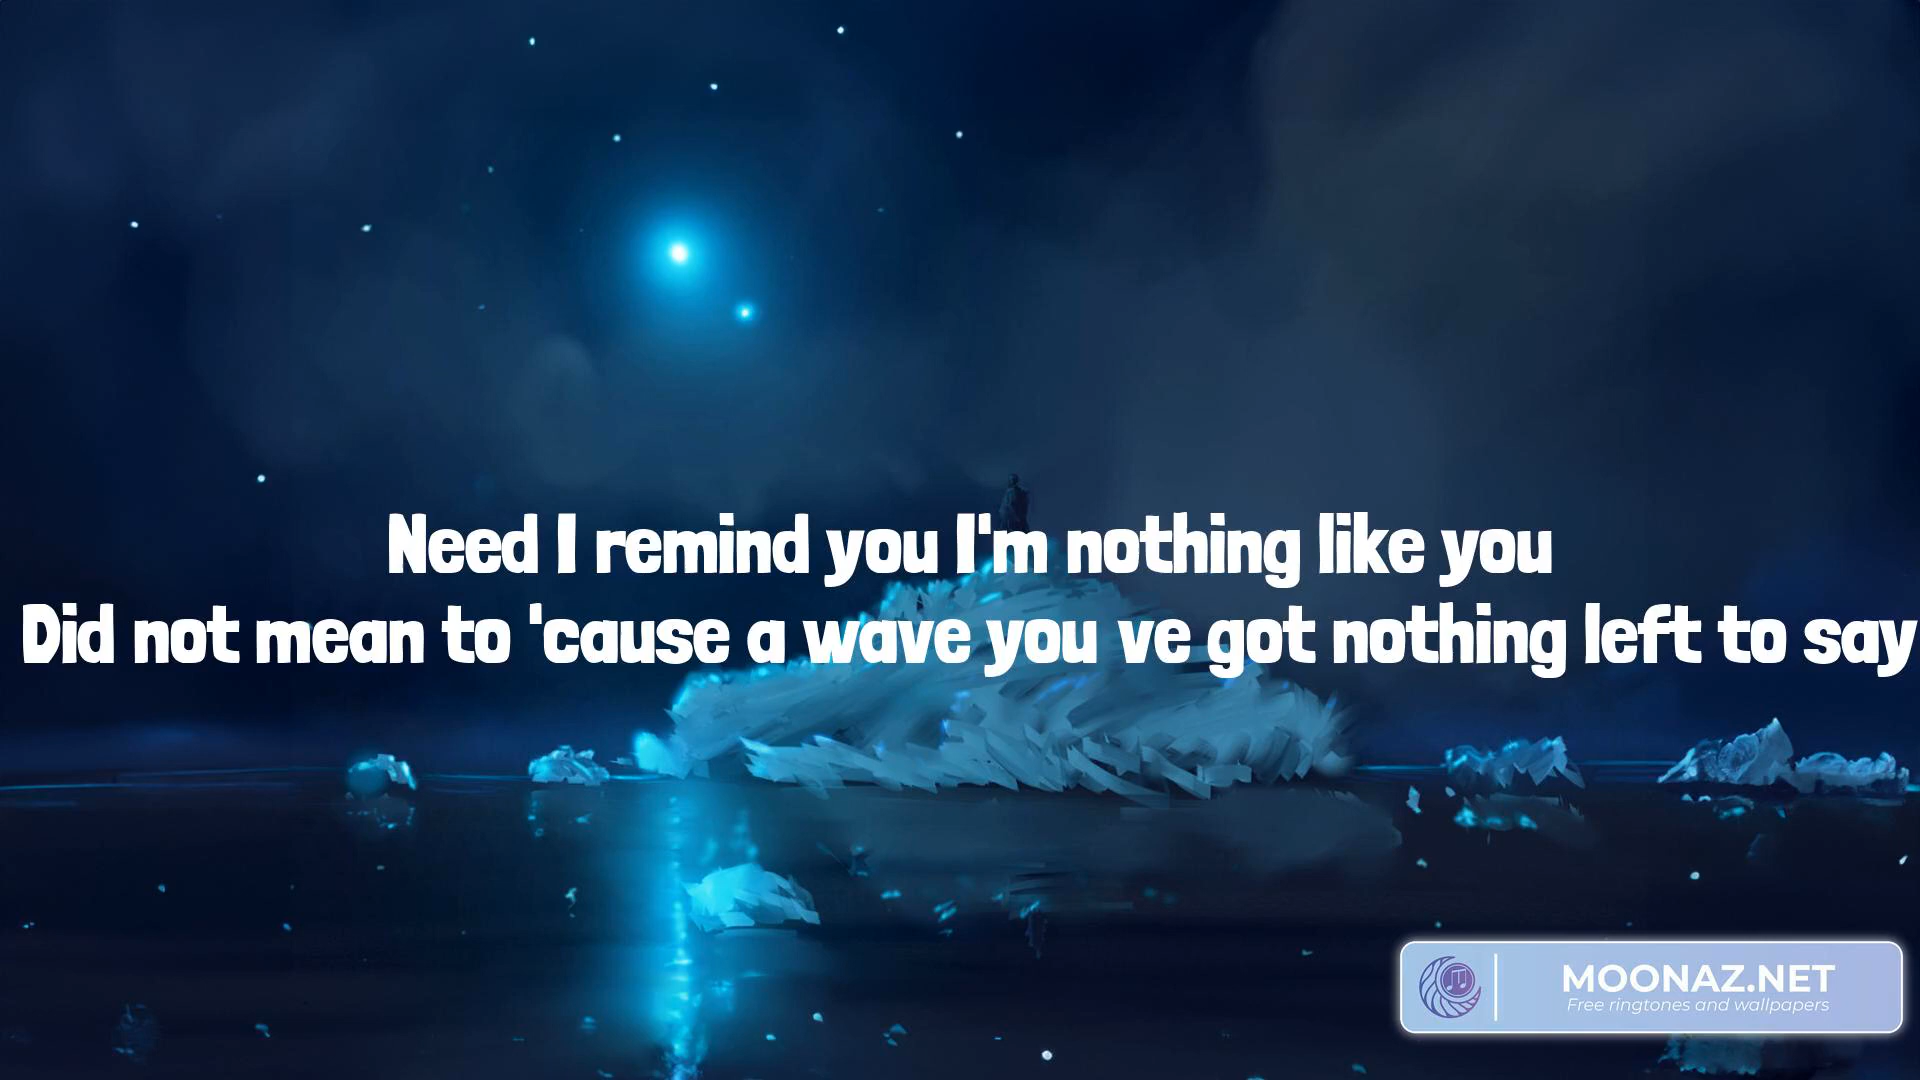 Need I remind you I'm nothing like you
Did not mean to 'cause a wave you ve got nothing left to say
MOONAZ.NET
Free ringtones and wallpapers